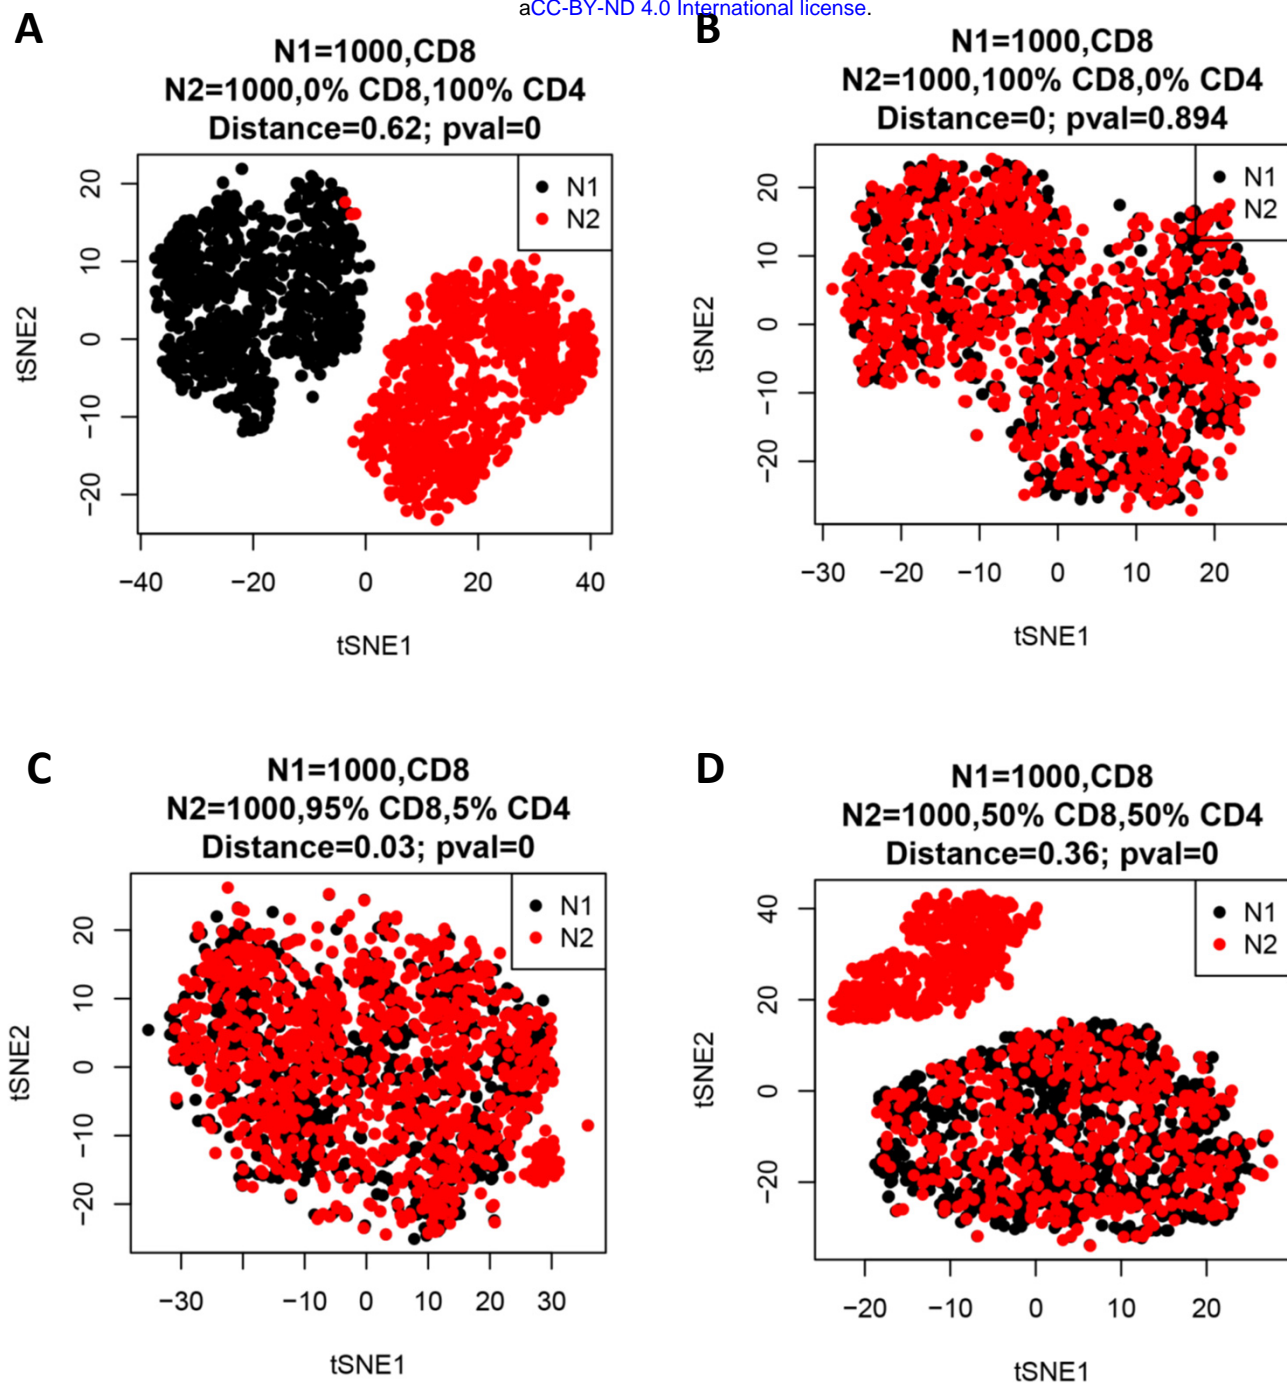 aCC-BY-ND 4.0 International license.
A
N1=1000,CD8
N2=1000,0% CD8,100% CD4
Distance=0.62; pval=0
N1
N2
20
10
0
−10
−20
tSNE2
−40
−20
0
20
40
tSNE1
B
N1=1000,CD8
N2=1000,100% CD8,0% CD4
Distance=0; pval=0.894
N1
N2
20
10
0
−10
−20
tSNE2
−30
−20
−10
0
10
20
tSNE1
C
N1=1000,CD8
N2=1000,95% CD8,5% CD4
Distance=0.03; pval=0
N1
N2
20
10
0
−10
−20
tSNE2
−30
−10
0
10
20
30
tSNE1
D
N1=1000,CD8
N2=1000,50% CD8,50% CD4
Distance=0.36; pval=0
N1
N2
40
20
0
−20
tSNE2
−20
−10
0
10
20
tSNE1